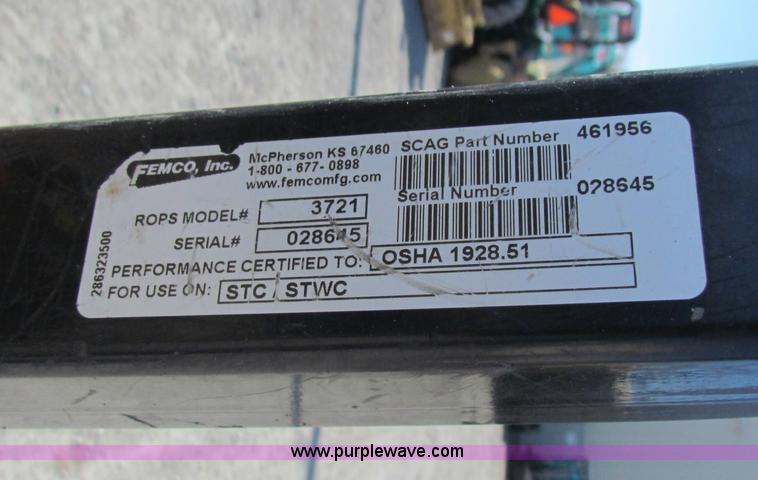 FEMCO, Inc.
McPherson KS 67460
1-800-677-0898
www.femcomfg.com
SCAG Part Number 461956
Serial Number 028645
ROPS MODEL# 3721
SERIAL# 028645
PERFORMANCE CERTIFIED TO: OSHA 1928.51
FOR USE ON: STC STWC
286323500
www.purplewave.com